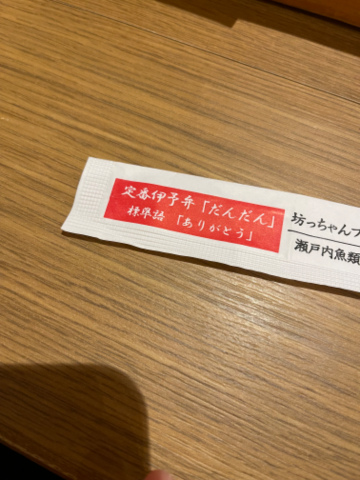 定番伊予弁「だんだん」
標準語「ありがとう」
坊っちゃんフ
瀬戸内魚類